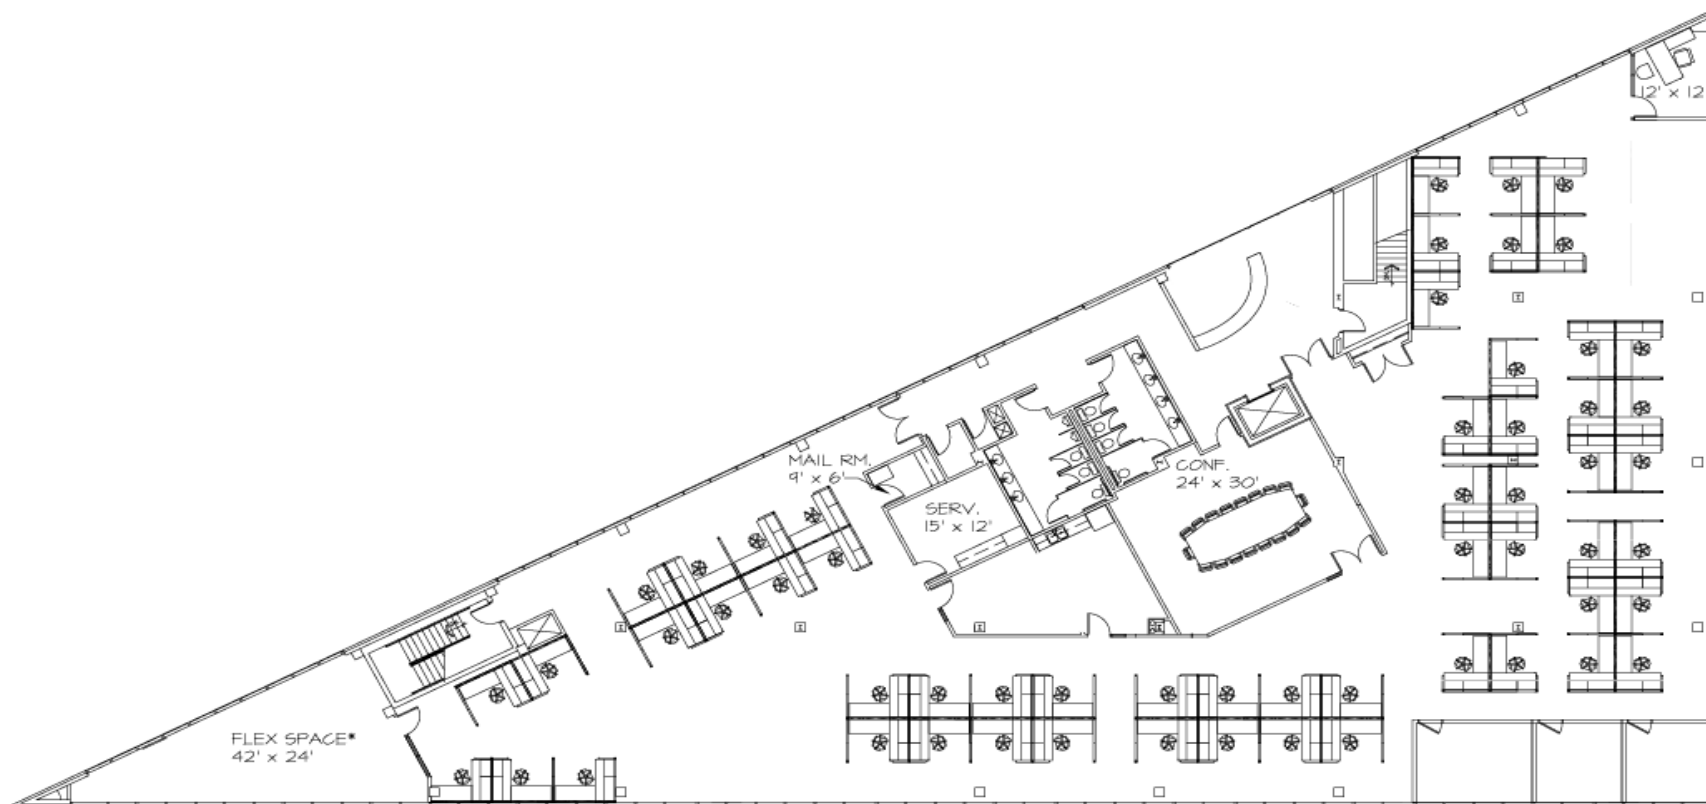 12' x 12
MAIL RM.
9' x 6'
SERV.
15' x 12'
CONF.
24' x 30'
FLEX SPACE*
42' x 24'